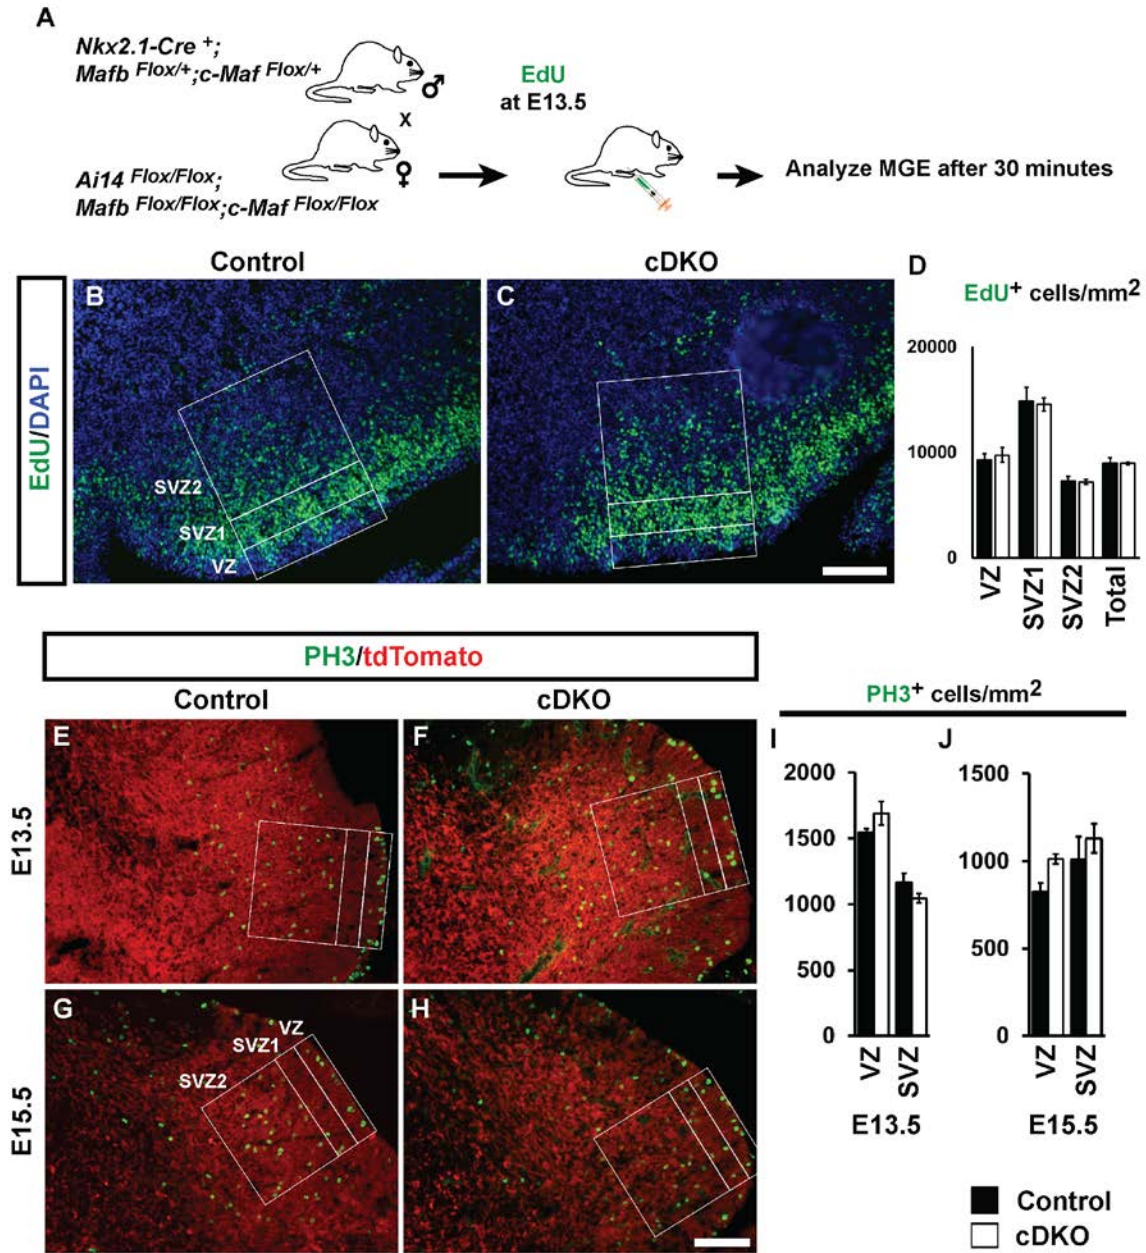 A
Nkx2.1-Cre +;
Mafb Flox/+;c-Maf Flox/+
♂
X
♀
Ai14 Flox/Flox;
Mafb Flox/Flox;c-Maf Flox/Flox
EdU
at E13.5
Analyze MGE after 30 minutes
Control
cDKO
EdU/DAPI
B
SVZ2
SVZ1
VZ
C
D
EdU+ cells/mm2
20000
10000
0
VZ
SVZ1
SVZ2
Total
PH3/tdTomato
Control
cDKO
E13.5
E
F
E15.5
G
VZ
SVZ1
SVZ2
H
PH3+ cells/mm2
I
2000
1500
1000
500
0
VZ
SVZ
E13.5
J
1500
1000
500
0
VZ
SVZ
E15.5
Control
cDKO